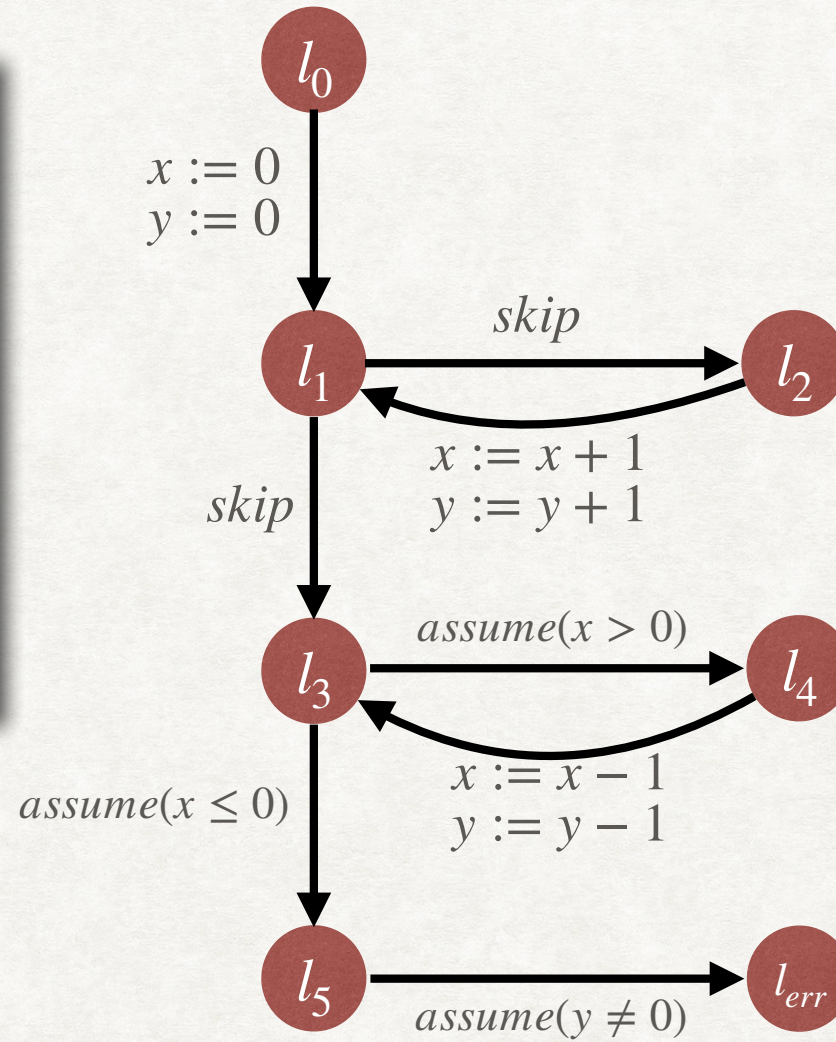 l₀
x := 0
y := 0
skip
l₁
l₂
x := x + 1
y := y + 1
skip
assume(x > 0)
l₃
l₄
x := x − 1
y := y − 1
assume(x ≤ 0)
l₅
l_err
assume(y ≠ 0)